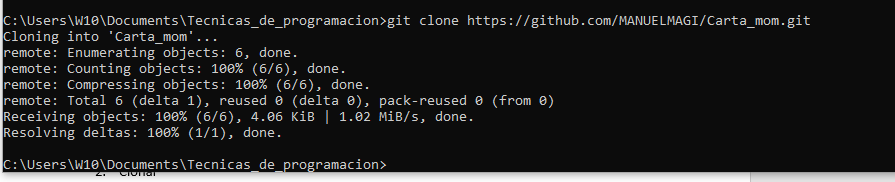 C:\Users\W10\Documents\Tecnicas_de_programacion>git clone https://github.com/MANUELMAGI/Carta_mom.git
Cloning into 'Carta_mom'...
remote: Enumerating objects: 6, done.
remote: Counting objects: 100% (6/6), done.
remote: Compressing objects: 100% (6/6), done.
remote: Total 6 (delta 1), reused 0 (delta 0), pack-reused 0 (from 0)
Receiving objects: 100% (6/6), 4.06 KiB | 1.02 MiB/s, done.
Resolving deltas: 100% (1/1), done.
C:\Users\W10\Documents\Tecnicas_de_programacion>
2. Clonar